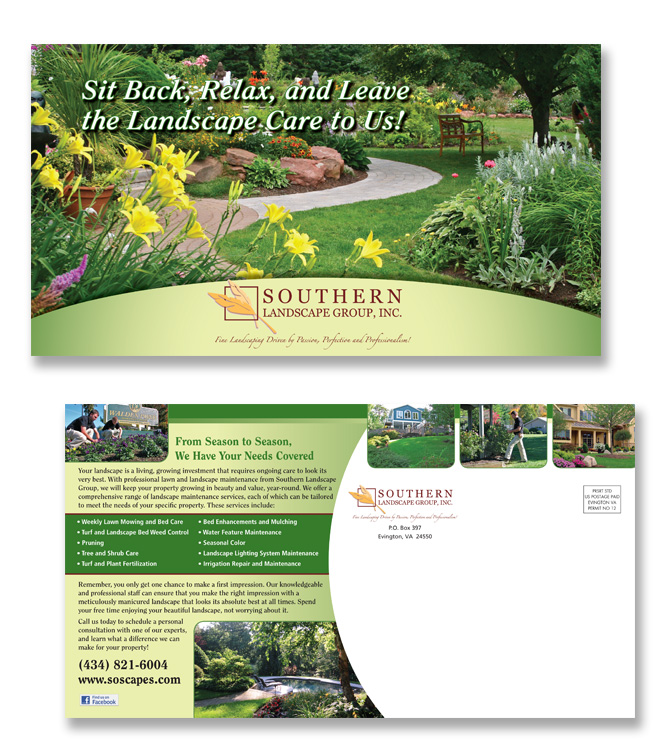 Sit Back, Relax, and Leave
the Landscape Care to Us!
SOUTHERN
LANDSCAPE GROUP, INC.
Fine Landscaping Driven by Passion, Perfection and Professionalism!
From Season to Season,
We Have Your Needs Covered
Your landscape is a living, growing investment that requires ongoing care to look its
very best. With professional lawn and landscape maintenance from Southern Landscape
Group, we will keep your property growing in beauty and value, year-round. We offer a
comprehensive range of landscape maintenance services, each of which can be tailored
to meet the needs of your specific property. These services include:
• Weekly Lawn Mowing and Bed Care
• Turf and Landscape Bed Weed Control
• Pruning
• Tree and Shrub Care
• Turf and Plant Fertilization
• Bed Enhancements and Mulching
• Water Feature Maintenance
• Seasonal Color
• Landscape Lighting System Maintenance
• Irrigation Repair and Maintenance
Remember, you only get one chance to make a first impression. Our knowledgeable
and professional staff can ensure that you make the right impression with a
meticulously manicured landscape that looks its absolute best at all times. Spend
your free time enjoying your beautiful landscape, not worrying about it.
Call us today to schedule a personal
consultation with one of our experts,
and learn what a difference we can
make for your property!
(434) 821-6004
www.soscapes.com
Find us on
Facebook
SOUTHERN
LANDSCAPE GROUP, INC.
Fine Landscaping Driven by Passion, Perfection and Professionalism!
P.O. Box 397
Evington, VA 24550
PRSRT STD
US POSTAGE PAID
EVINGTON VA
PERMIT NO 12